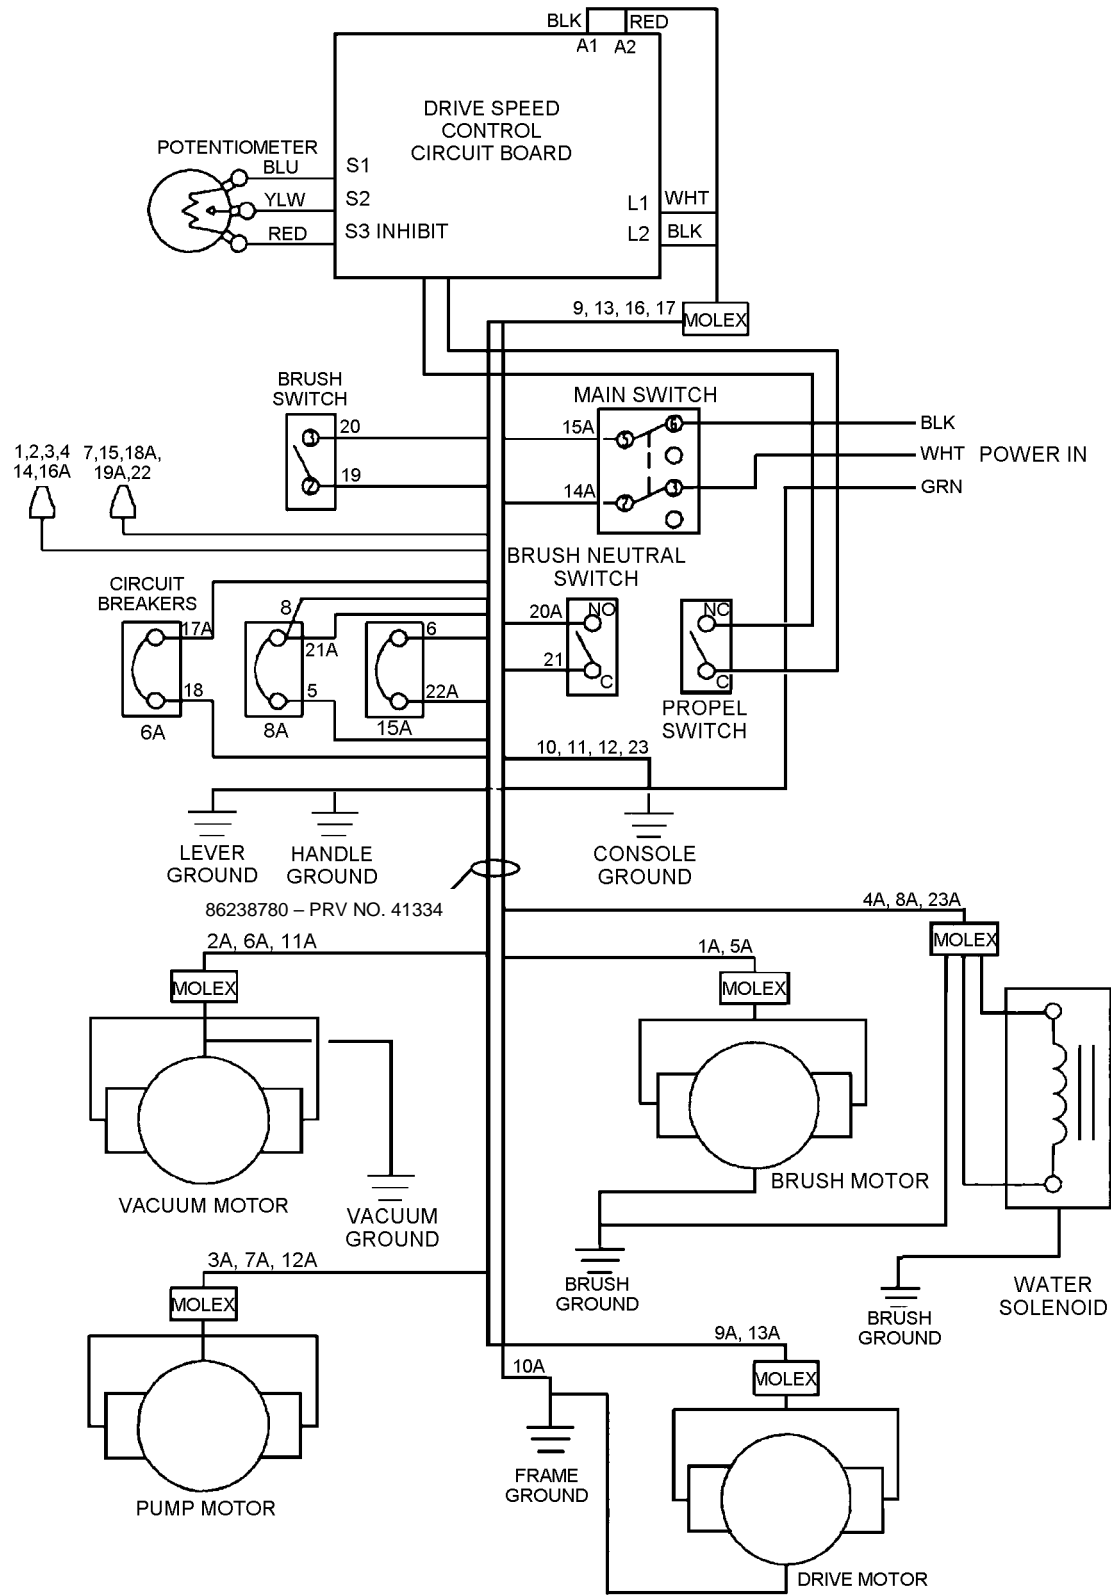 BLK RED
A1 A2
DRIVE SPEED
CONTROL
CIRCUIT BOARD
POTENTIOMETER
BLU
S1
YLW
S2
RED
S3 INHIBIT
L1 WHT
L2 BLK
9, 13, 16, 17
MOLEX
BRUSH
SWITCH
20
3
19
2
MAIN SWITCH
15A
5
6
14A
2
3
BLK
WHT POWER IN
GRN
1,2,3,4
14,16A
7,15,18A,
19A,22
CIRCUIT
BREAKERS
17A
18
6A
8
21A
5
8A
6
22A
15A
BRUSH NEUTRAL
SWITCH
20A
NO
21
C
NC
C
PROPEL
SWITCH
10, 11, 12, 23
LEVER
GROUND
HANDLE
GROUND
CONSOLE
GROUND
86238780 – PRV NO. 41334
4A, 8A, 23A
MOLEX
2A, 6A, 11A
MOLEX
1A, 5A
MOLEX
VACUUM MOTOR
VACUUM
GROUND
BRUSH MOTOR
BRUSH
GROUND
WATER
SOLENOID
BRUSH
GROUND
3A, 7A, 12A
MOLEX
PUMP MOTOR
9A, 13A
MOLEX
10A
FRAME
GROUND
DRIVE MOTOR